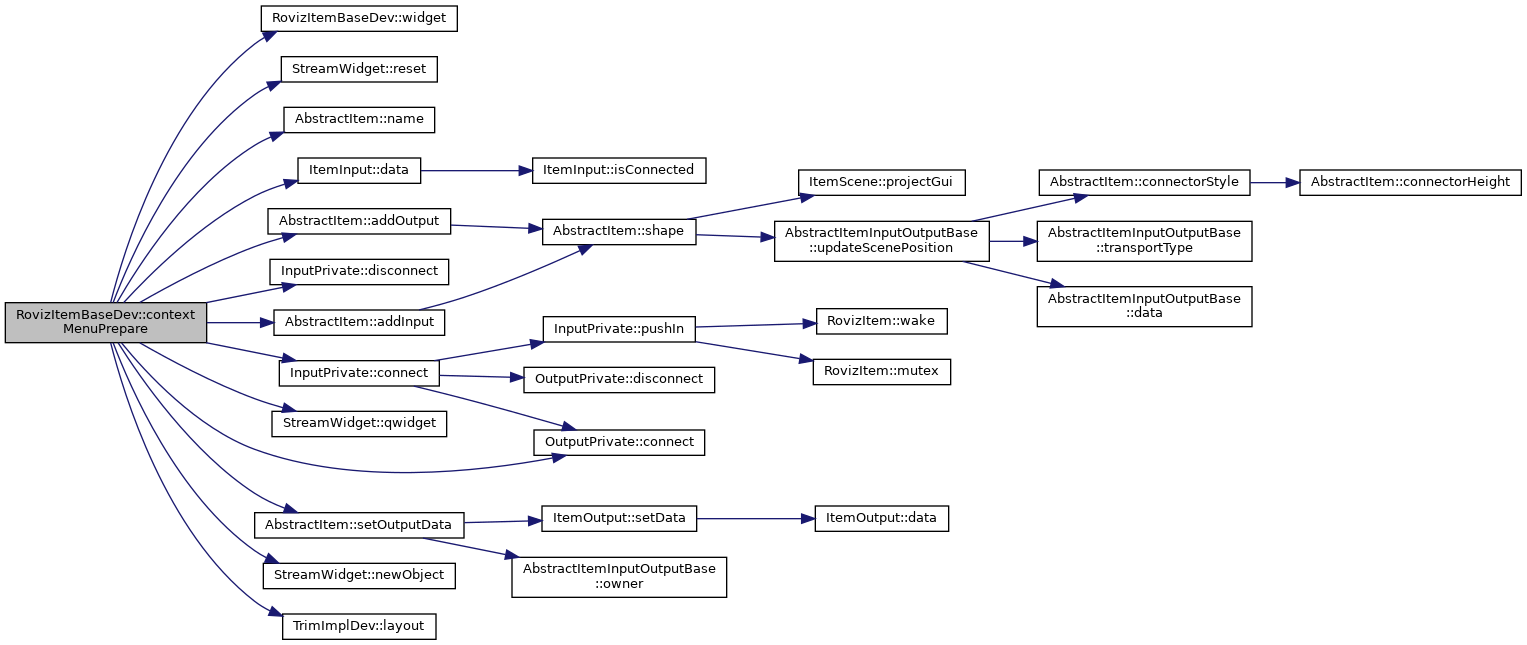 RovizItemBaseDev::widget
StreamWidget::reset
AbstractItem::name
ItemInput::data
ItemInput::isConnected
ItemScene::projectGui
AbstractItem::connectorStyle
AbstractItem::connectorHeight
AbstractItem::addOutput
AbstractItem::shape
AbstractItemInputOutputBase
::updateScenePosition
AbstractItemInputOutputBase
::transportType
InputPrivate::disconnect
AbstractItemInputOutputBase
::data
RovizItemBaseDev::context
MenuPrepare
AbstractItem::addInput
InputPrivate::pushIn
RovizItem::wake
InputPrivate::connect
OutputPrivate::disconnect
RovizItem::mutex
StreamWidget::qwidget
OutputPrivate::connect
AbstractItem::setOutputData
ItemOutput::setData
ItemOutput::data
StreamWidget::newObject
AbstractItemInputOutputBase
::owner
TrimImplDev::layout